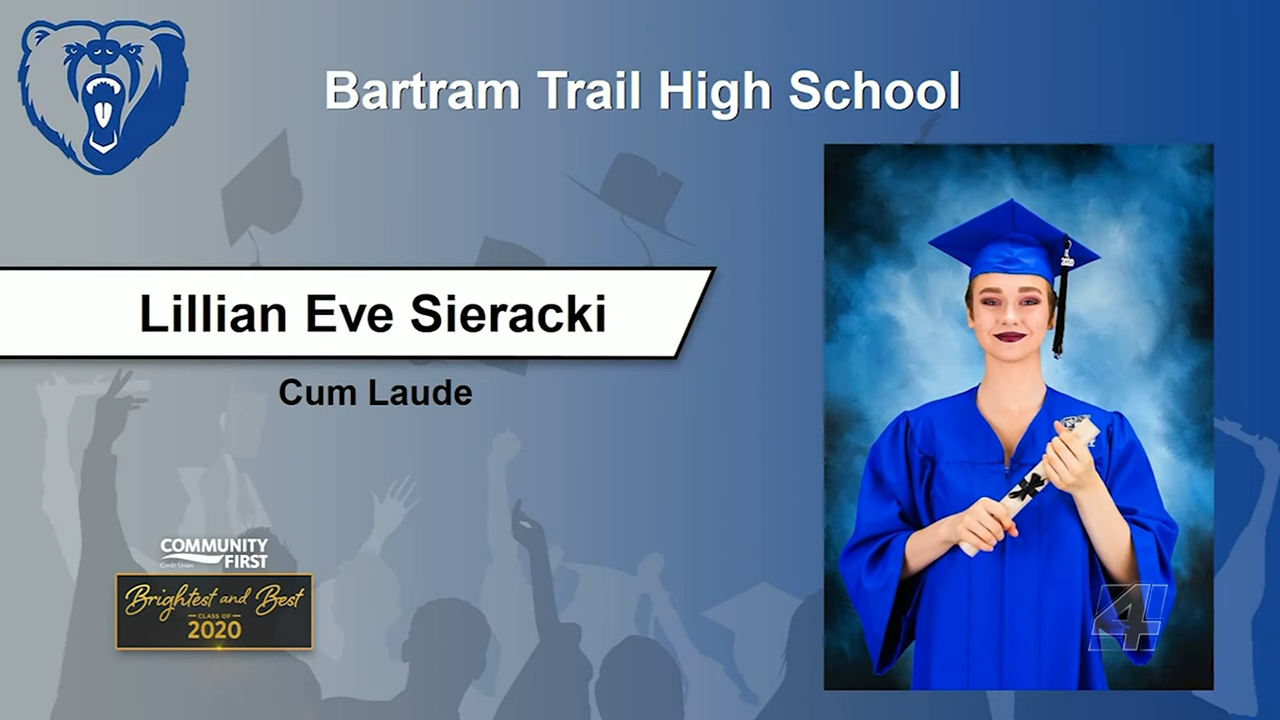 Bartram Trail High School
Lillian Eve Sieracki
Cum Laude
COMMUNITY
FIRST
Credit Union
Brightest and Best
CLASS OF
2020
4